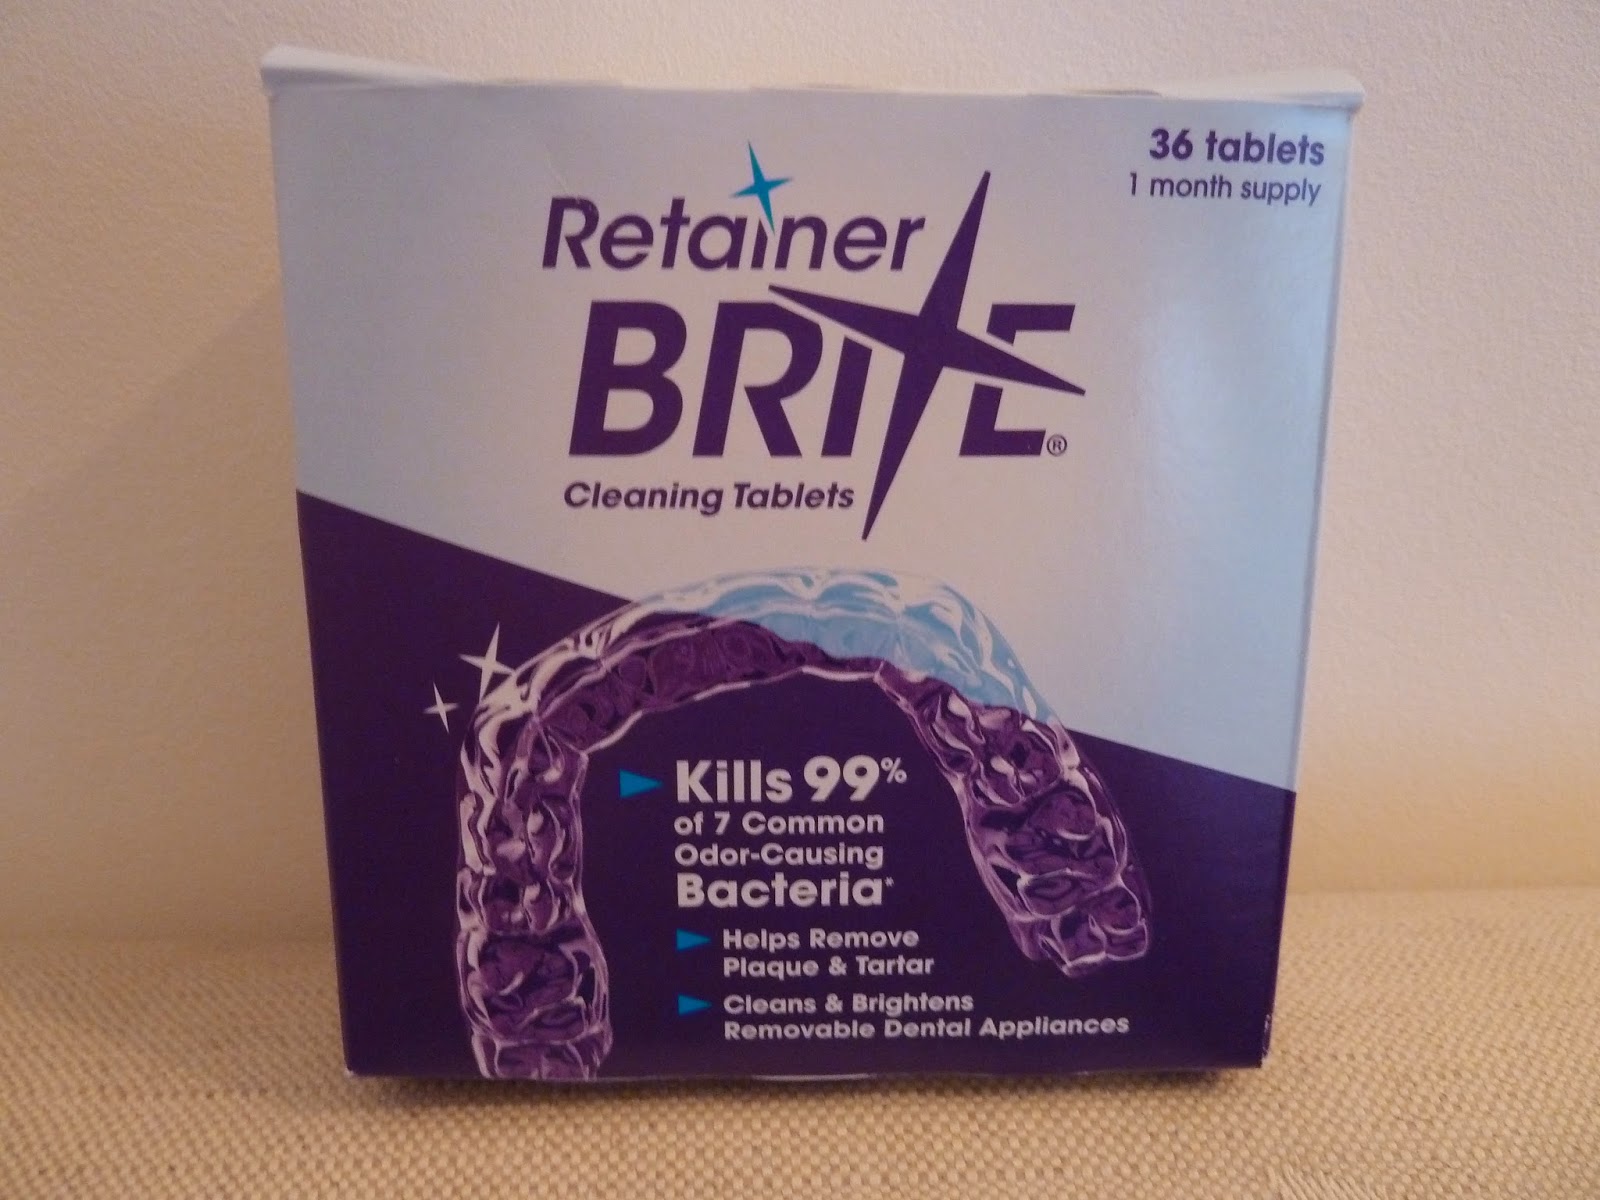 36 tablets
1 month supply
Retainer
BRITE®
Cleaning Tablets
Kills 99%
of 7 Common
Odor-Causing
Bacteria*
Helps Remove
Plaque & Tartar
Cleans & Brightens
Removable Dental Appliances